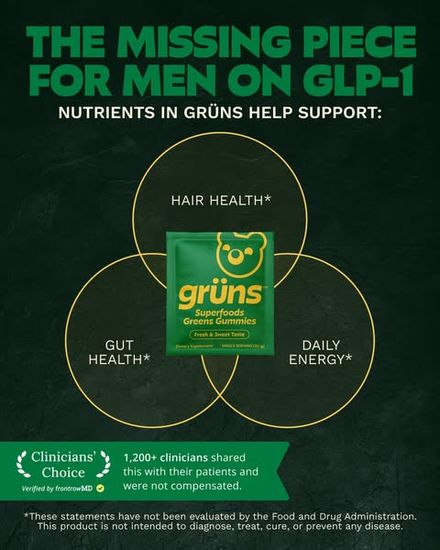 THE MISSING PIECE
FOR MEN ON GLP-1
NUTRIENTS IN GRÜNS HELP SUPPORT:
HAIR HEALTH*
grüns
Superfoods
Greens Gummies
Fresh & Sweet Taste
Dietary Supplement
GUT
HEALTH*
DAILY
ENERGY*
Clinicians'
Choice
Verified by frontrowMD
1,200+ clinicians shared
this with their patients and
were not compensated.
*These statements have not been evaluated by the Food and Drug Administration.
This product is not intended to diagnose, treat, cure, or prevent any disease.